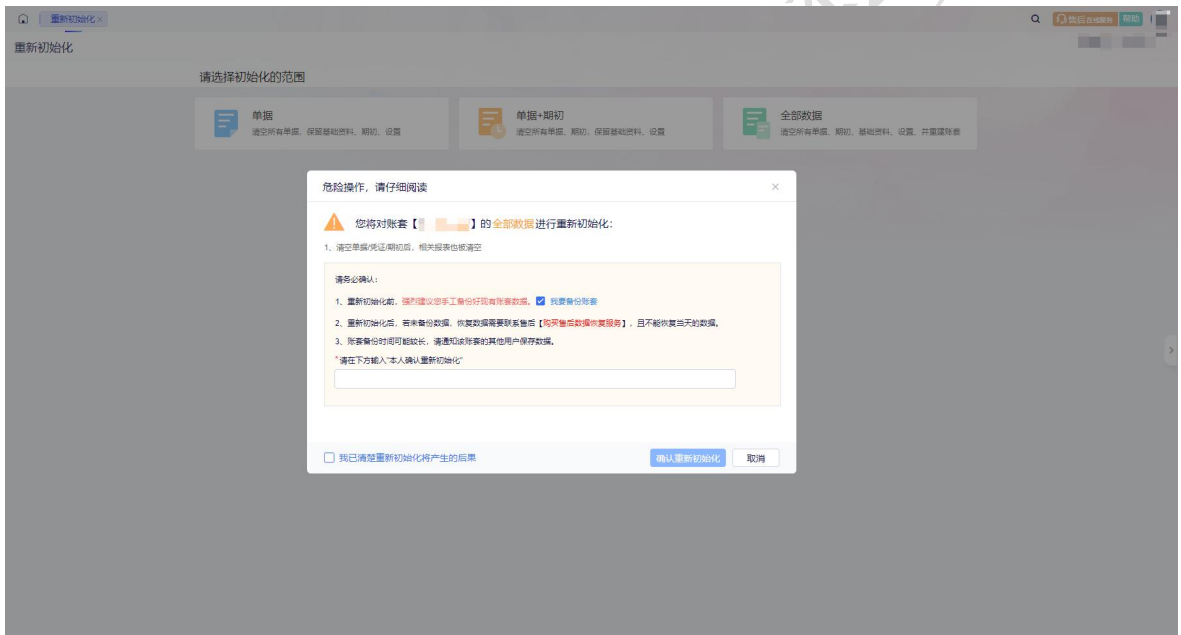 重新初始化×
售后在线服务 帮助
重新初始化
请选择初始化的范围
单据
清空所有单据、保留基础资料、期初、设置
单据+期初
清空所有单据、期初、保留基础资料、设置
全部数据
清空所有单据、期初、基础资料、设置、并重建账套
危险操作，请仔细阅读
您将对账套【 】的全部数据进行重新初始化：
1、清空单据/凭证/期初后，相关报表也被清空
请务必确认：
1、重新初始化前，强烈建议您手工备份好现有账套数据。 我要备份账套
2、重新初始化后，若未备份数据，恢复数据需要联系售后【购买售后数据恢复服务】，且不能恢复当天的数据。
3、账套备份时间可能较长，请通知该账套的其他用户保存数据。
*请在下方输入"本人确认重新初始化"
我已清楚重新初始化将产生的后果
确认重新初始化 取消